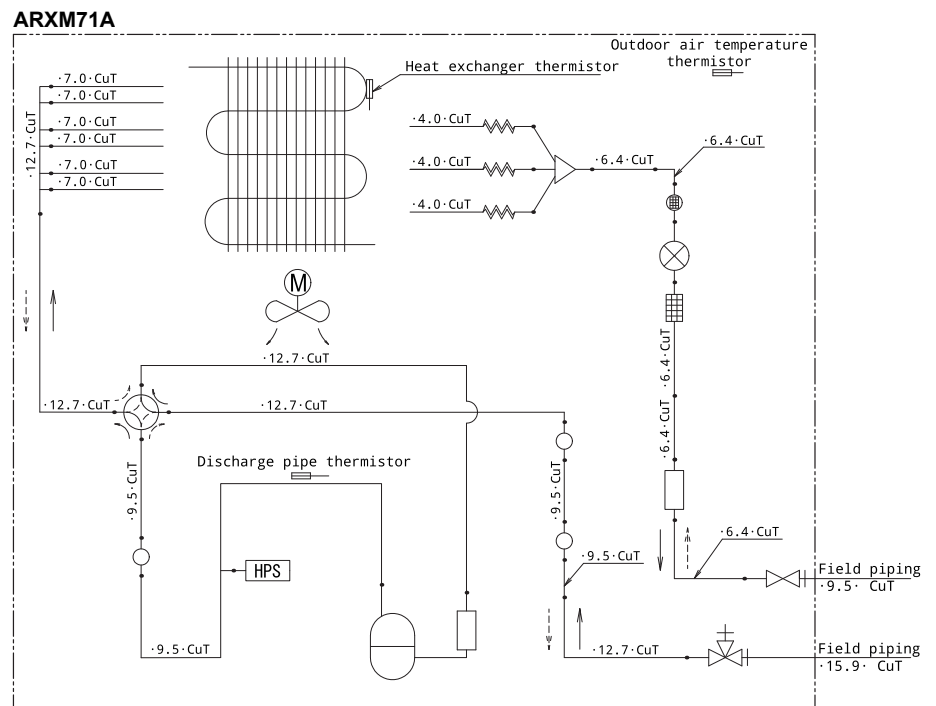 ARXM71A
Outdoor air temperature
thermistor
Heat exchanger thermistor
·7.0·CuT
·7.0·CuT
·7.0·CuT
·7.0·CuT
·7.0·CuT
·7.0·CuT
·12.7·CuT
·4.0·CuT
·4.0·CuT
·4.0·CuT
·6.4·CuT
·6.4·CuT
M
·12.7·CuT
·6.4·CuT
·12.7·CuT
·12.7·CuT
·6.4·CuT
Discharge pipe thermistor
·9.5·CuT
·9.5·CuT
·6.4·CuT
HPS
·9.5·CuT
Field piping
·9.5· CuT
·9.5·CuT
·12.7·CuT
Field piping
·15.9· CuT